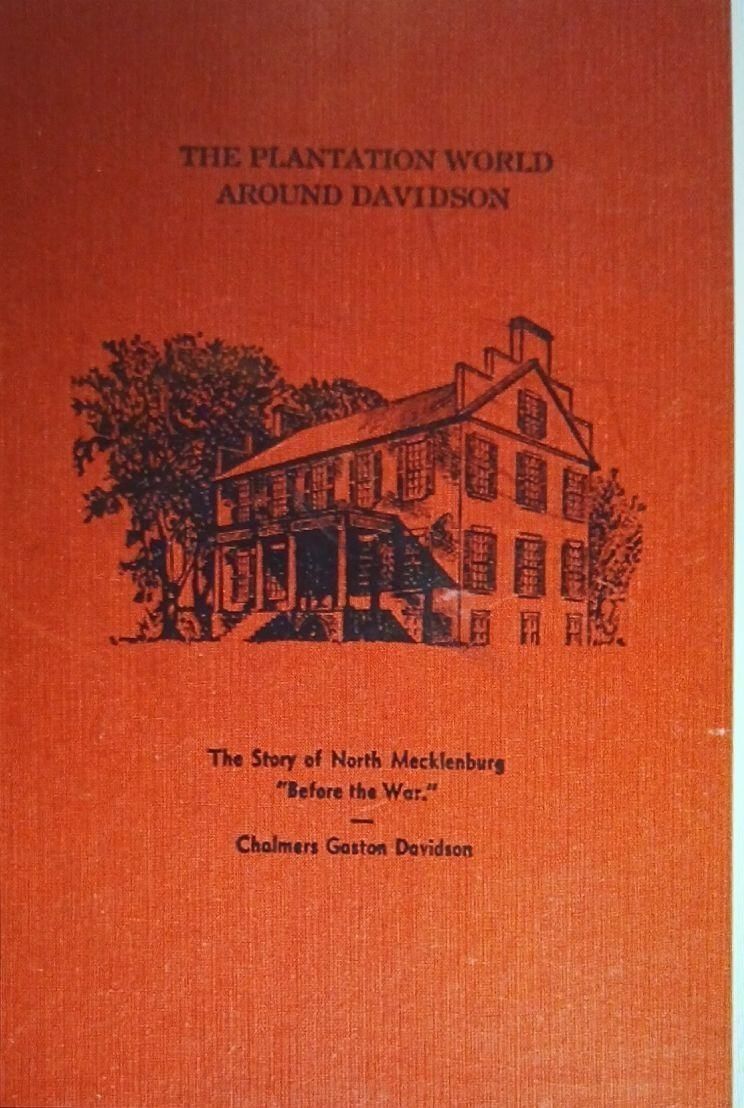 THE PLANTATION WORLD
AROUND DAVIDSON
The Story of North Mecklenburg
"Before the War."
—
Chalmers Gaston Davidson